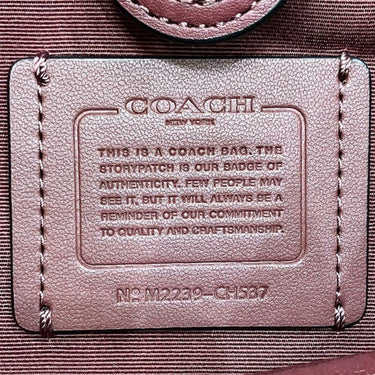 COACH
NEW YORK
THIS IS A COACH BAG. THE
STORYPATCH IS OUR BADGE OF
AUTHENTICITY. FEW PEOPLE MAY
SEE IT, BUT IT WILL ALWAYS BE A
REMINDER OF OUR COMMITMENT
TO QUALITY AND CRAFTSMANSHIP.
Nº M2239-CH537